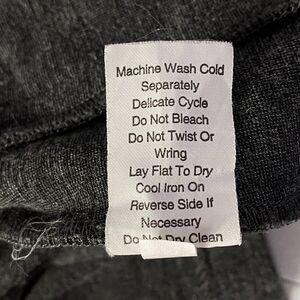 Machine Wash Cold
Separately
Delicate Cycle
Do Not Bleach
Do Not Twist Or
Wring
Lay Flat To Dry
Cool Iron On
Reverse Side If
Necessary
Do Not Dry Clean